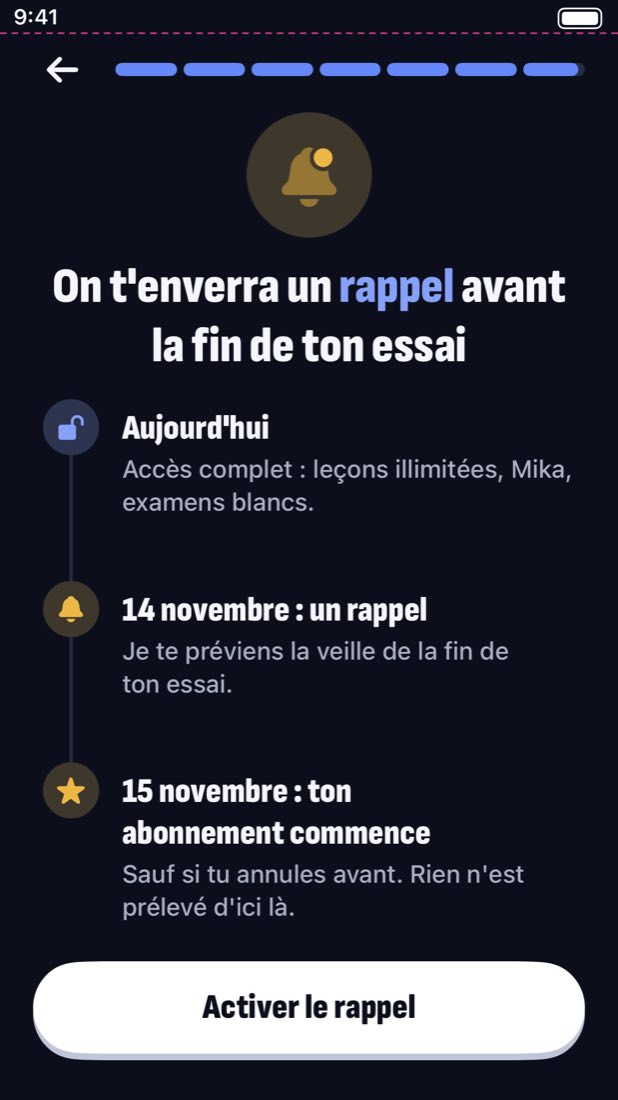 9:41
On t'enverra un rappel avant
la fin de ton essai
Aujourd'hui
Accès complet : leçons illimitées, Mika,
examens blancs.
14 novembre : un rappel
Je te préviens la veille de la fin de
ton essai.
15 novembre : ton
abonnement commence
Sauf si tu annules avant. Rien n'est
prélevé d'ici là.
Activer le rappel